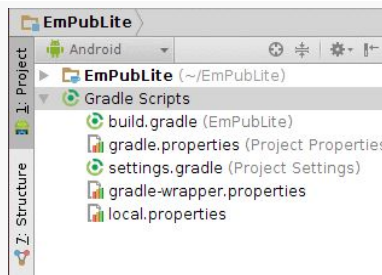 EmPubLite
Android
EmPubLite (~/EmPubLite)
Gradle Scripts
build.gradle (EmPubLite)
gradle.properties (Project Properties
settings.gradle (Project Settings)
gradle-wrapper.properties
local.properties
1: Project
7: Structure